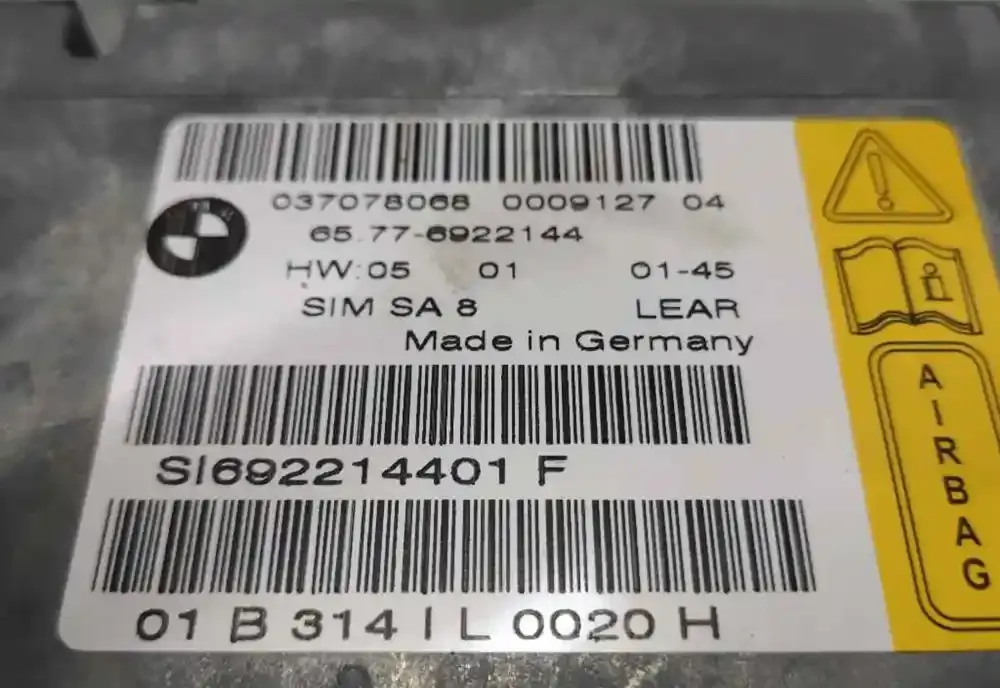 037078068 0009127 04
65.77-6922144
HW:05 01 01-45
SIM SA 8 LEAR
Made in Germany
SI692214401 F
01 B 314 I L 0020 H
AIRBAG